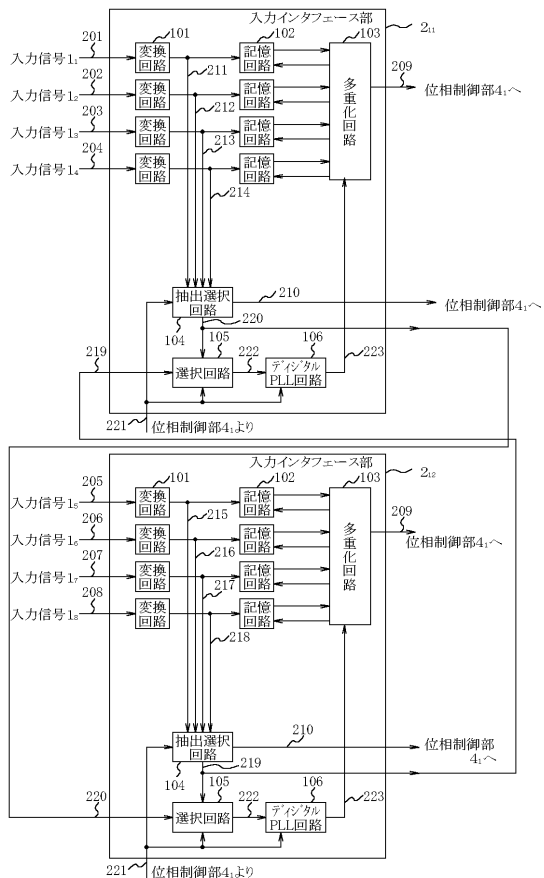 入力インタフェース部
2₁₁
201 101 102 103
入力信号1₁ 変換回路 記憶回路 209
211 位相制御部4₁へ
202
入力信号1₂ 変換回路 記憶回路 多重化回路
212
203
入力信号1₃ 変換回路 記憶回路
213
204
入力信号1₄ 変換回路 記憶回路
214
抽出選択回路 210
位相制御部4₁へ
104 220
105 106
219 222 223
選択回路 ディジタルPLL回路
221 位相制御部4₁より
入力インタフェース部
2₁₂
205 101 102 103
入力信号1₅ 変換回路 記憶回路 209
215 位相制御部4₁へ
206
入力信号1₆ 変換回路 記憶回路 多重化回路
216
207
入力信号1₇ 変換回路 記憶回路
217
208
入力信号1₈ 変換回路 記憶回路
218
抽出選択回路 210
位相制御部
4₁へ
104 219
105 106
220 222 223
選択回路 ディジタルPLL回路
221 位相制御部4₁より